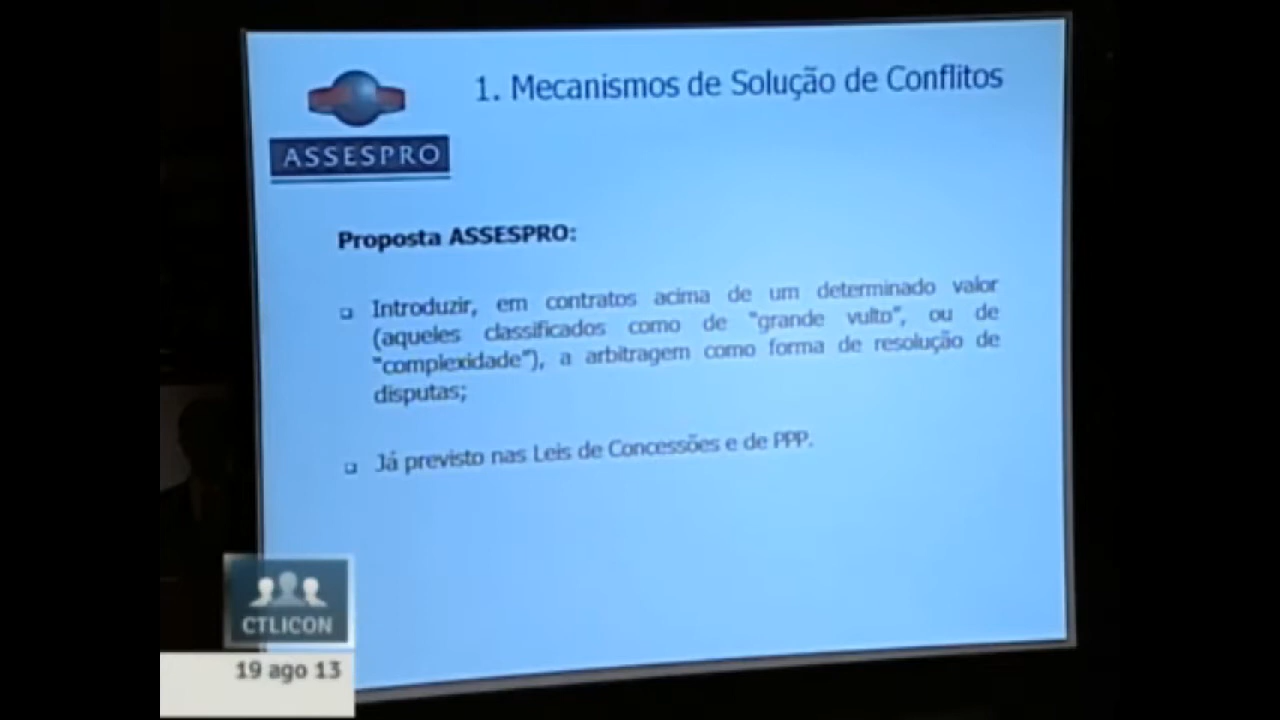 1. Mecanismos de Solução de Conflitos
ASSESPRO
Proposta ASSESPRO:
Introduzir, em contratos acima de um determinado valor
(aqueles classificados como de "grande vulto", ou de
"complexidade"), a arbitragem como forma de resolução de
disputas;
Já previsto nas Leis de Concessões e de PPP.
CTLICON
19 ago 13